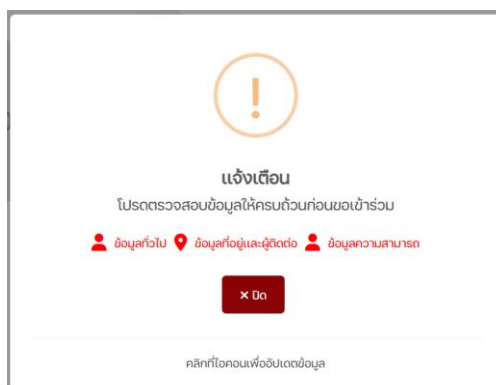 !
แจ้งเตือน
โปรดตรวจสอบข้อมูลให้ครบถ้วนก่อนขอเข้าร่วม
ข้อมูลทั่วไป ข้อมูลที่อยู่และผู้ติดต่อ ข้อมูลความสามารถ
× ปิด
คลิกที่ไอคอนเพื่ออัปเดตข้อมูล